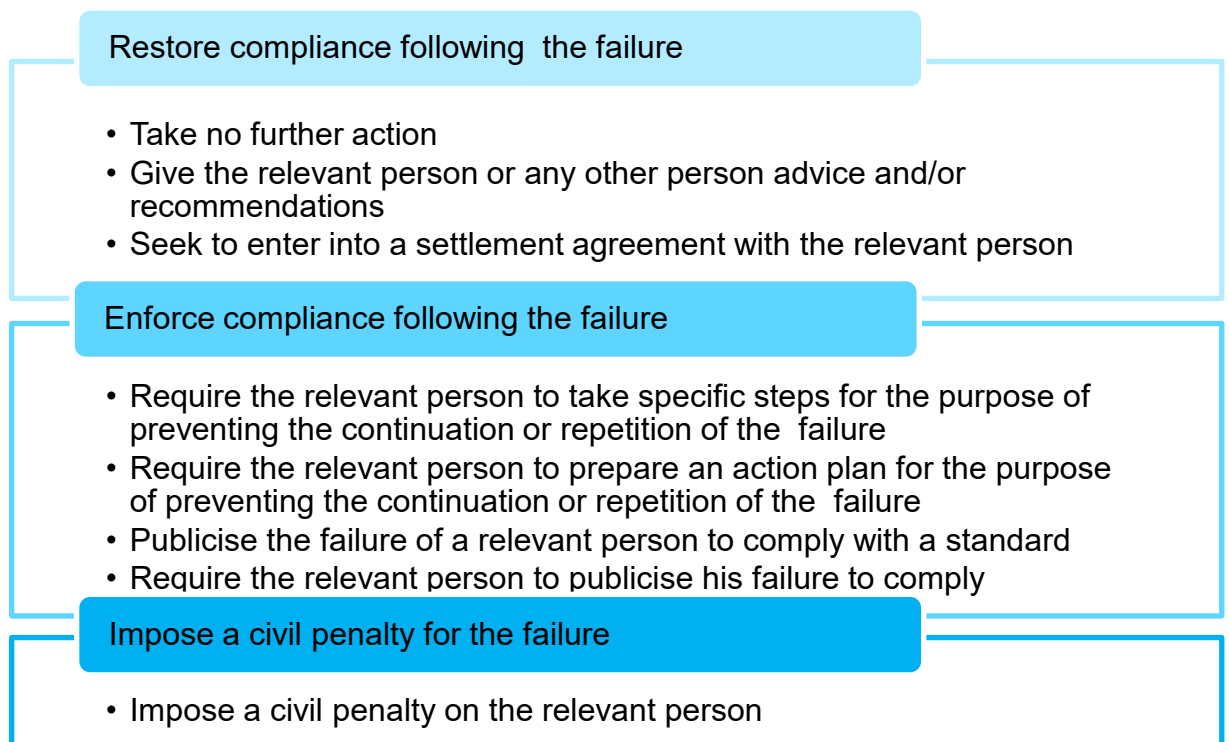 Restore compliance following  the failure
• Take no further action
• Give the relevant person or any other person advice and/or
recommendations
• Seek to enter into a settlement agreement with the relevant person
Enforce compliance following the failure
• Require the relevant person to take specific steps for the purpose of
preventing the continuation or repetition of the  failure
• Require the relevant person to prepare an action plan for the purpose
of preventing the continuation or repetition of the  failure
• Publicise the failure of a relevant person to comply with a standard
• Require the relevant person to publicise his failure to comply
Impose a civil penalty for the failure
• Impose a civil penalty on the relevant person